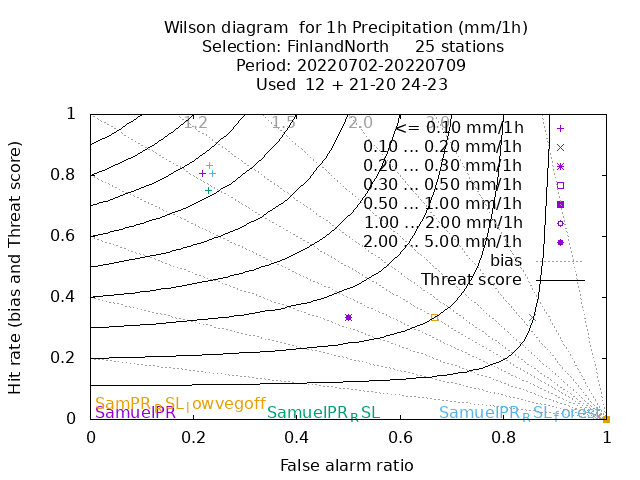 Wilson diagram  for 1h Precipitation (mm/1h)
Selection: FinlandNorth     25 stations
Period: 20220702-20220709
Used  12 + 21-20 24-23
1.2 1.5 2.0 3.0
<= 0.10 mm/1h
0.10 ... 0.20 mm/1h
0.20 ... 0.30 mm/1h
0.30 ... 0.50 mm/1h
0.50 ... 1.00 mm/1h
1.00 ... 2.00 mm/1h
2.00 ... 5.00 mm/1h
bias
Threat score
1
0.8
0.6
0.4
0.2
0
Hit rate (bias and Threat score)
SamPR_RSL_lowvegoff
SamuelPR SamuelPR_RSL SamuelPR_RSL_forest
0 0.2 0.4 0.6 0.8 1
False alarm ratio